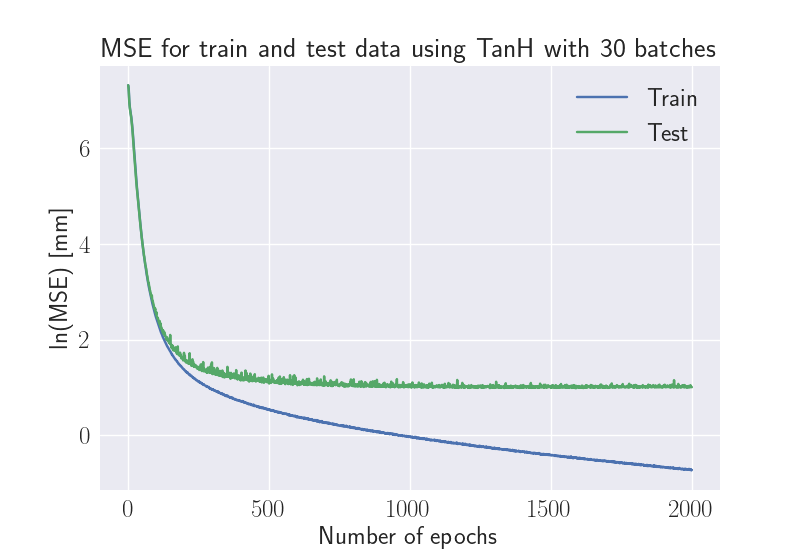 MSE for train and test data using TanH with 30 batches
Train
Test
6
4
2
0
ln(MSE) [mm]
0
500
1000
1500
2000
Number of epochs